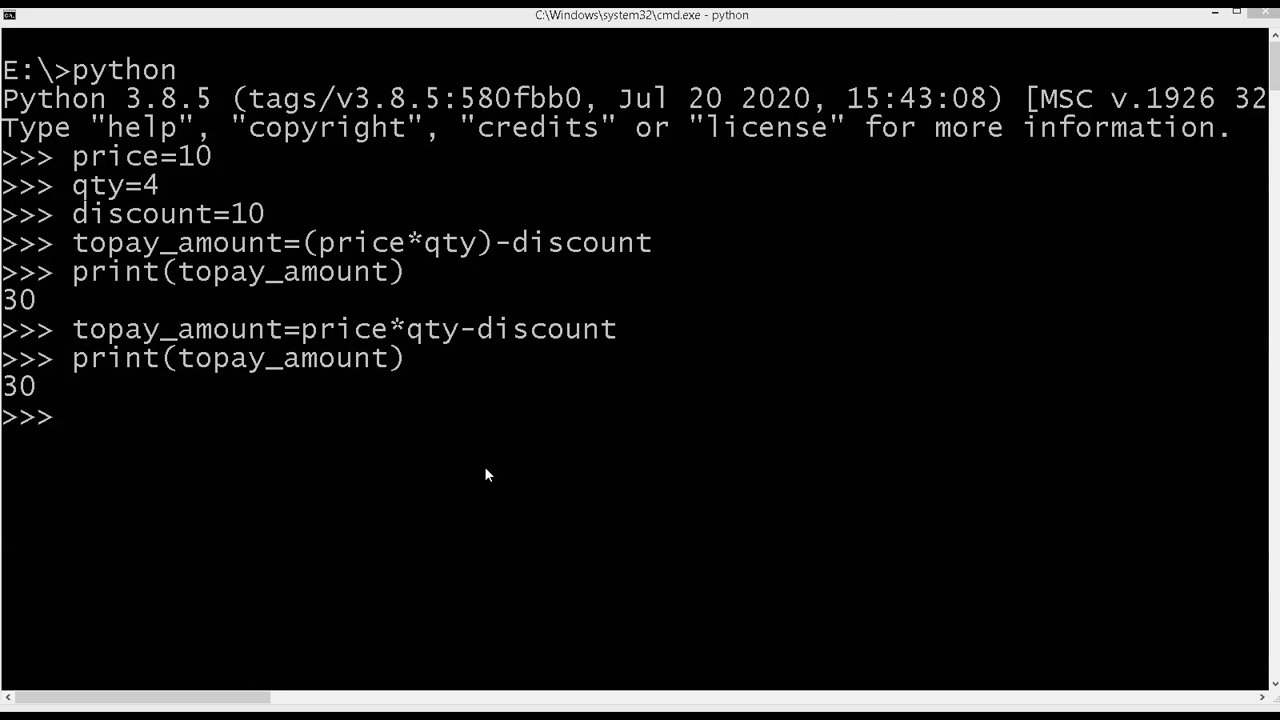 C:\Windows\system32\cmd.exe - python
E:\>python
Python 3.8.5 (tags/v3.8.5:580fbb0, Jul 20 2020, 15:43:08) [MSC v.1926 32
Type "help", "copyright", "credits" or "license" for more information.
>>> price=10
>>> qty=4
>>> discount=10
>>> topay_amount=(price*qty)-discount
>>> print(topay_amount)
30
>>> topay_amount=price*qty-discount
>>> print(topay_amount)
30
>>>